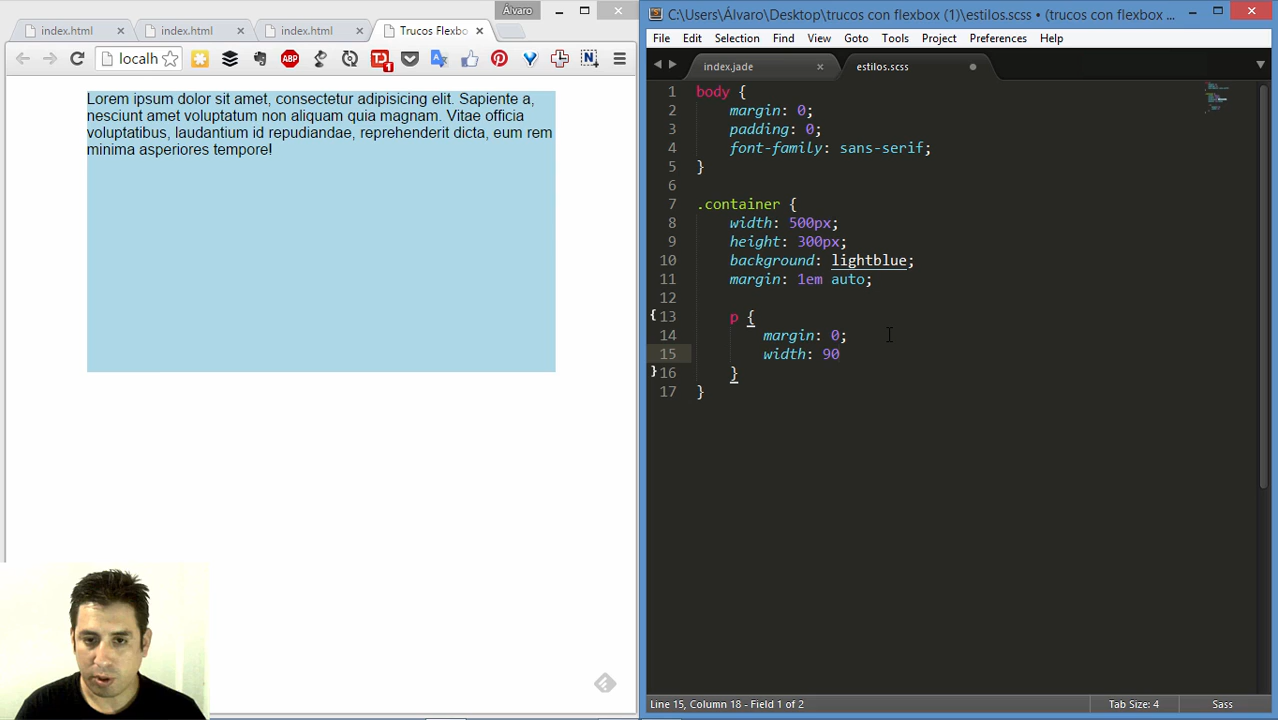 Álvaro
index.html
index.html
index.html
Trucos Flexbo
localh
ABP
1
N
Lorem ipsum dolor sit amet, consectetur adipisicing elit. Sapiente a,
nesciunt amet voluptatum non aliquam quia magnam. Vitae officia
voluptatibus, laudantium id repudiandae, reprehenderit dicta, eum rem
minima asperiores tempore!
C:\Users\Álvaro\Desktop\trucos con flexbox (1)\estilos.scss • (trucos con flexbox ...
File Edit Selection Find View Goto Tools Project Preferences Help
index.jade
estilos.scss
1 body {
2 margin: 0;
3 padding: 0;
4 font-family: sans-serif;
5 }
6
7 .container {
8 width: 500px;
9 height: 300px;
10 background: lightblue;
11 margin: 1em auto;
12
13 p {
14 margin: 0;
15 width: 90
16 }
17 }
Line 15, Column 18 - Field 1 of 2
Tab Size: 4
Sass